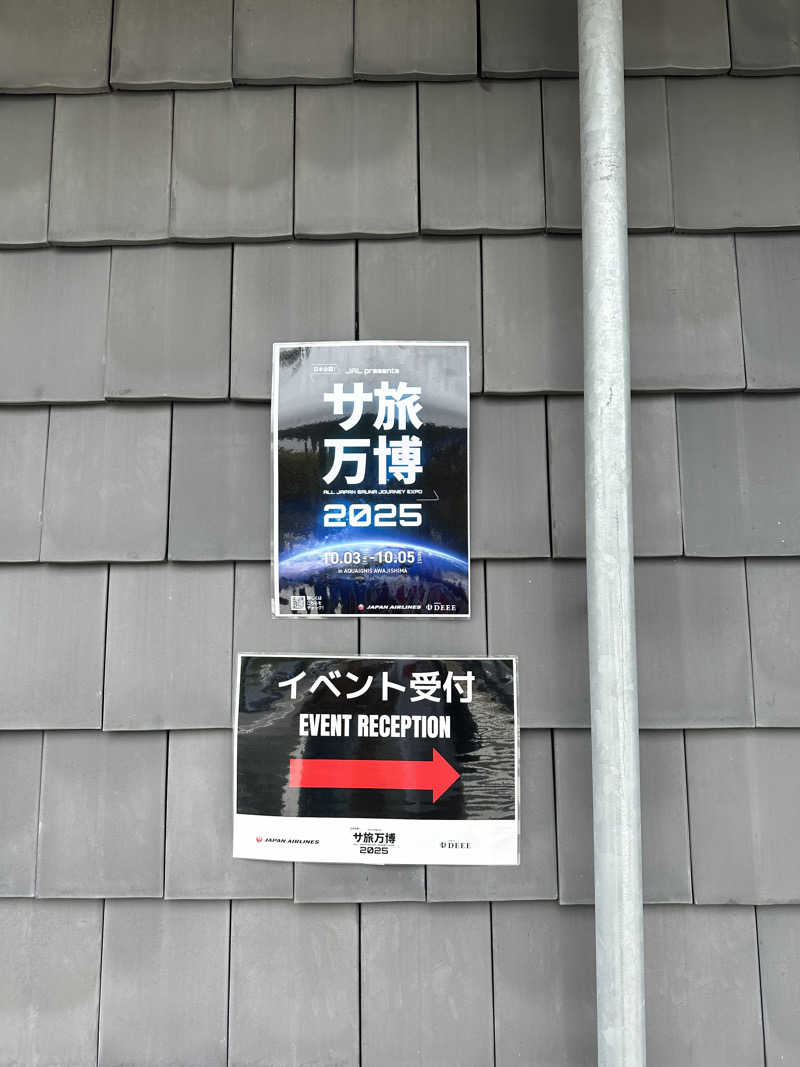 JAL presents
サ旅
万博
ALL JAPAN SAUNA JOURNEY EXPO
2025
10.03 -10.05
in AQUAIGNIS AWAJISHIMA
JAPAN AIRLINES DEEE
イベント受付
EVENT RECEPTION
JAPAN AIRLINES
サ旅万博
2025
DEEE